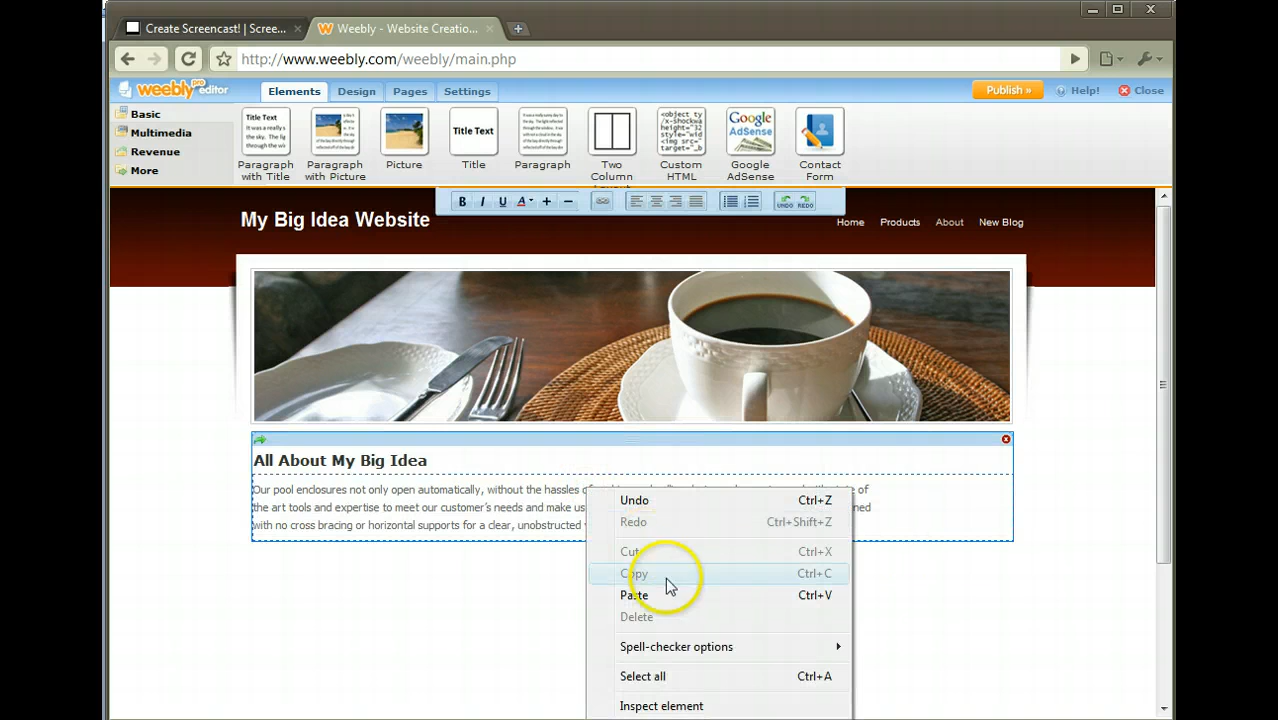 Create Screencast! | Scree...
Weebly - Website Creatio...
http://www.weebly.com/weebly/main.php
weebly pro editor
Elements Design Pages Settings
Publish »
Help!
Close
Basic
Multimedia
Revenue
More
Title Text
Title Text
Google AdSense
Paragraph with Title
Paragraph with Picture
Picture
Title
Paragraph
Two Column
Custom HTML
Google AdSense
Contact Form
B I U A + −
UNDO REDO
My Big Idea Website
Home Products About New Blog
All About My Big Idea
Our pool enclosures not only open automatically, without the hassles of
of
the art tools and expertise to meet our customer's needs and make us
with no cross bracing or horizontal supports for a clear, unobstructed
Undo Ctrl+Z
Redo Ctrl+Shift+Z
Cut Ctrl+X
Copy Ctrl+C
Paste Ctrl+V
Delete
Spell-checker options
Select all Ctrl+A
Inspect element